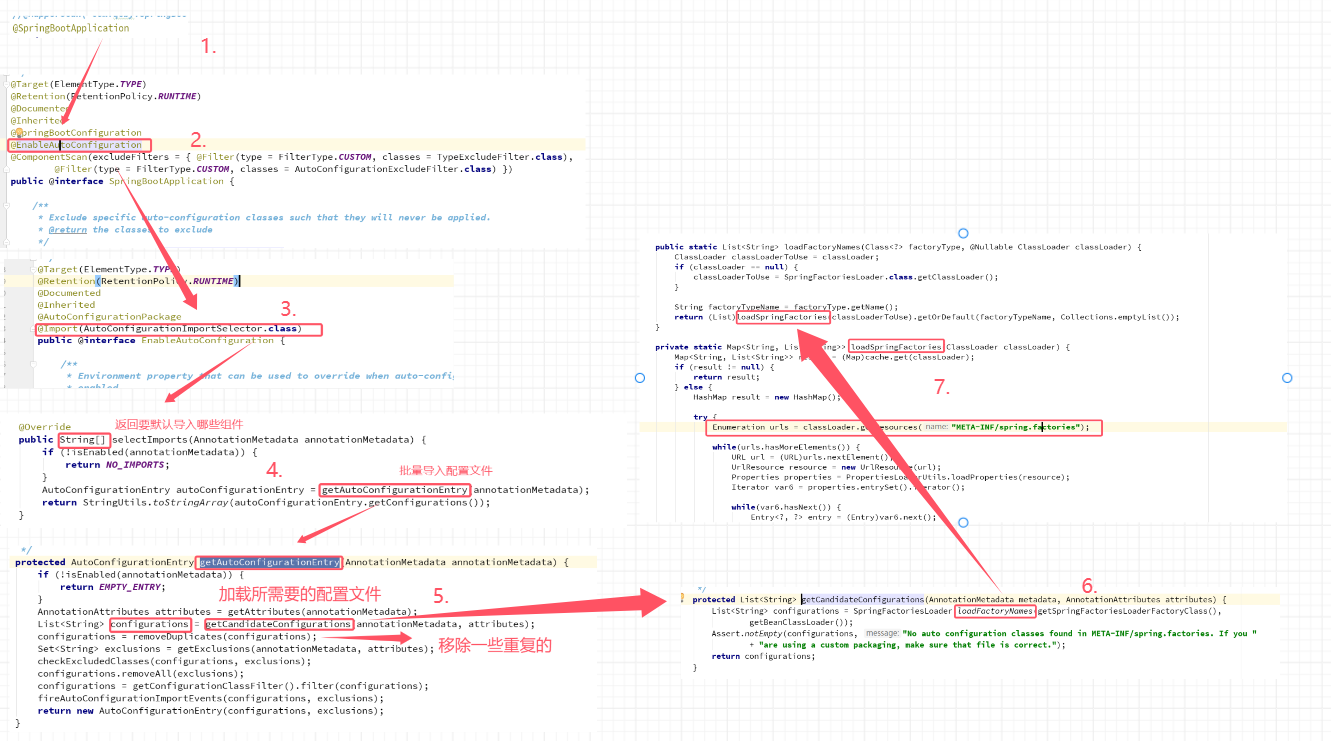 @SpringBootApplication
1.
@Target(ElementType.TYPE)
@Retention(RetentionPolicy.RUNTIME)
@Documented
@Inherited
@SpringBootConfiguration
@EnableAutoConfiguration
2.
@ComponentScan(excludeFilters = { @Filter(type = FilterType.CUSTOM, classes = TypeExcludeFilter.class),
@Filter(type = FilterType.CUSTOM, classes = AutoConfigurationExcludeFilter.class) })
public @interface SpringBootApplication {
/**
* Exclude specific auto-configuration classes such that they will never be applied.
* @return the classes to exclude
*/
@Target(ElementType.TYPE)
@Retention(RetentionPolicy.RUNTIME)
@Documented
@Inherited
@AutoConfigurationPackage
3.
@Import(AutoConfigurationImportSelector.class)
public @interface EnableAutoConfiguration {
/**
* Environment property that can be used to override when auto-confi
* enabled
@Override
返回要默认导入哪些组件
public String[] selectImports(AnnotationMetadata annotationMetadata) {
if (!isEnabled(annotationMetadata)) {
return NO_IMPORTS;
}
4.
批量导入配置文件
AutoConfigurationEntry autoConfigurationEntry = getAutoConfigurationEntry(annotationMetadata);
return StringUtils.toStringArray(autoConfigurationEntry.getConfigurations());
}
*/
protected AutoConfigurationEntry getAutoConfigurationEntry(AnnotationMetadata annotationMetadata) {
if (!isEnabled(annotationMetadata)) {
return EMPTY_ENTRY;
}
加载所需要的配置文件
5.
AnnotationAttributes attributes = getAttributes(annotationMetadata);
List<String> configurations = getCandidateConfigurations(annotationMetadata, attributes);
configurations = removeDuplicates(configurations);
移除一些重复的
Set<String> exclusions = getExclusions(annotationMetadata, attributes);
checkExcludedClasses(configurations, exclusions);
configurations.removeAll(exclusions);
configurations = getConfigurationClassFilter().filter(configurations);
fireAutoConfigurationImportEvents(configurations, exclusions);
return new AutoConfigurationEntry(configurations, exclusions);
}
public static List<String> loadFactoryNames(Class<?> factoryType, @Nullable ClassLoader classLoader) {
ClassLoader classLoaderToUse = classLoader;
if (classLoader == null) {
classLoaderToUse = SpringFactoriesLoader.class.getClassLoader();
}
String factoryTypeName = factoryType.getName();
return (List)loadSpringFactories(classLoaderToUse).getOrDefault(factoryTypeName, Collections.emptyList());
}
private static Map<String, List<String>> loadSpringFactories(ClassLoader classLoader) {
Map<String, List<String>> = (Map)cache.get(classLoader);
if (result != null) {
return result;
} else {
7.
HashMap result = new HashMap();
try {
Enumeration urls = classLoader.getResources( name: "META-INF/spring.factories");
while(urls.hasMoreElements()) {
URL url = (URL)urls.nextElement();
UrlResource resource = new UrlResource(url);
Properties properties = PropertiesLoaderUtils.loadProperties(resource);
Iterator var6 = properties.entrySet().iterator();
while(var6.hasNext()) {
Entry<?, ?> entry = (Entry)var6.next();
*/
6.
protected List<String> getCandidateConfigurations(AnnotationMetadata metadata, AnnotationAttributes attributes) {
List<String> configurations = SpringFactoriesLoader.loadFactoryNames(getSpringFactoriesLoaderFactoryClass(),
getBeanClassLoader());
Assert.notEmpty(configurations, message: "No auto configuration classes found in META-INF/spring.factories. If you "
+ "are using a custom packaging, make sure that file is correct.");
return configurations;
}